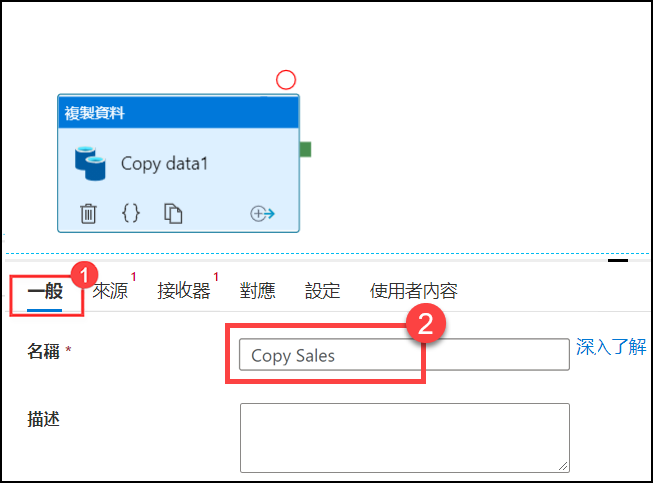 複製資料
Copy data1
{}
1
一般 來源 1 接收器 1 對應 設定 使用者內容
2
名稱 * Copy Sales 深入了解
描述